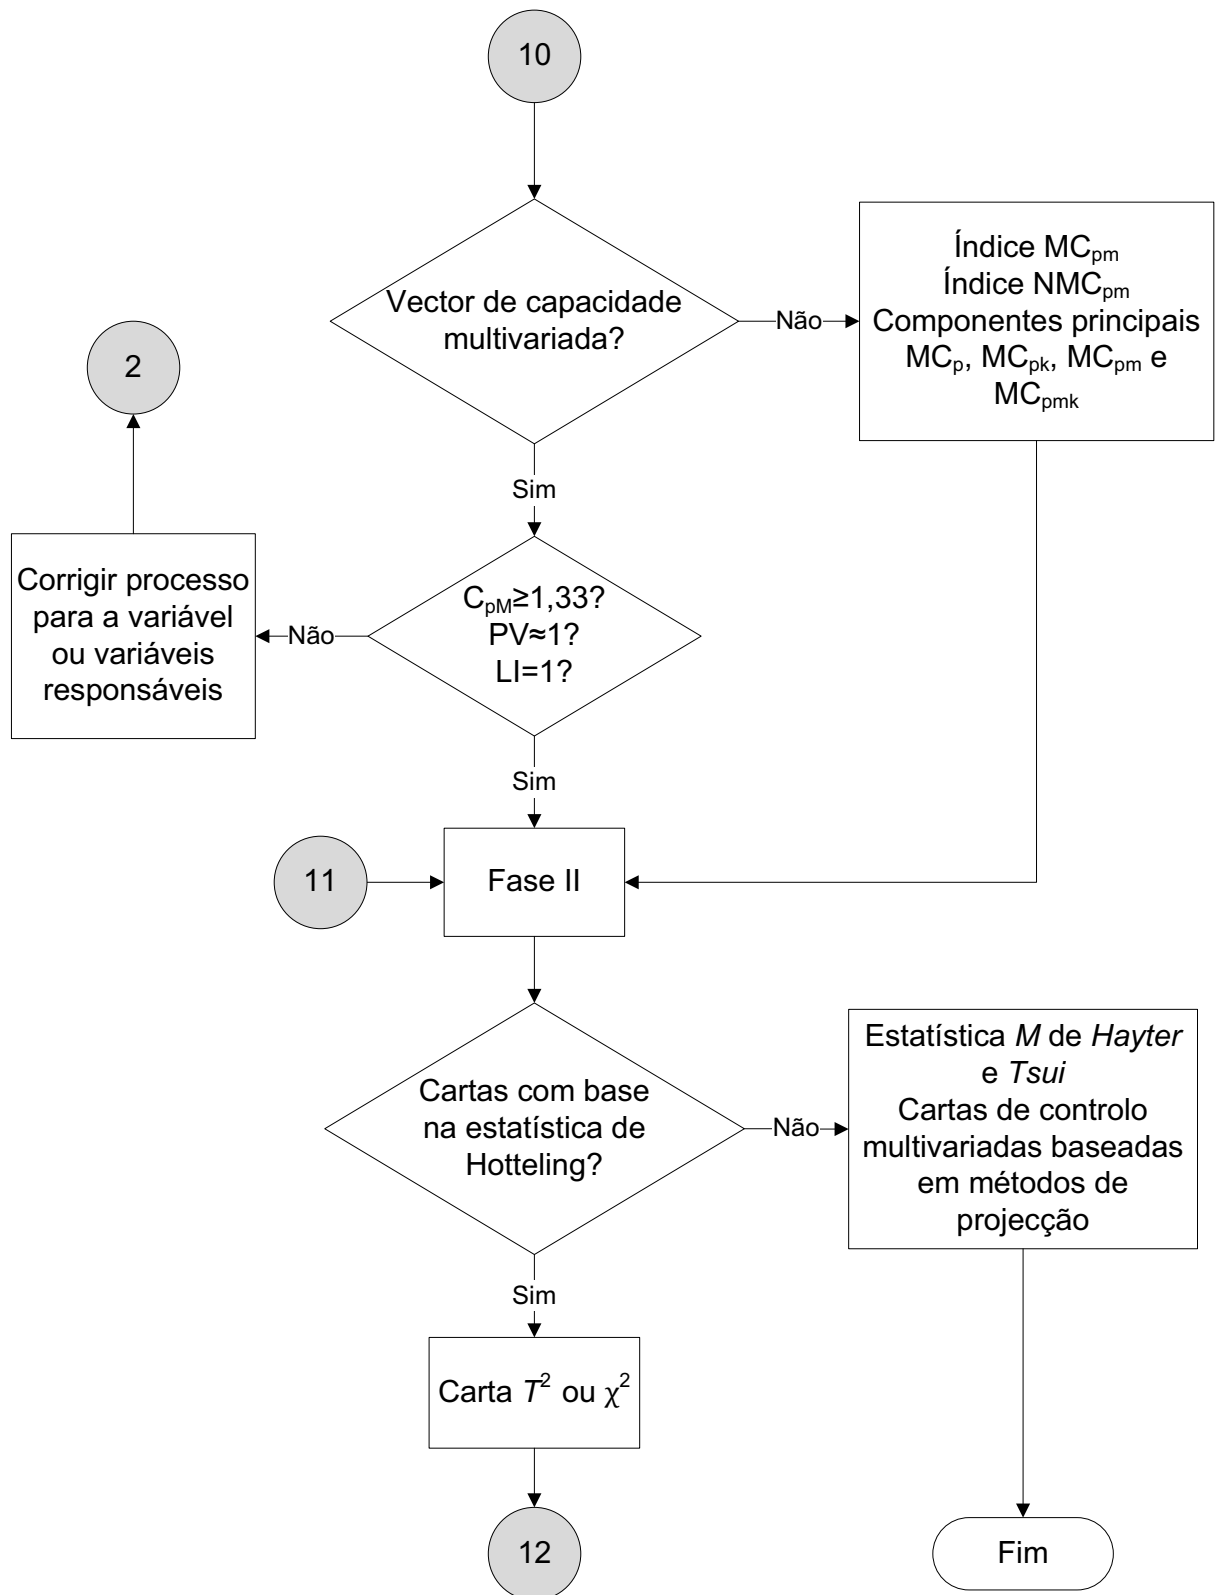 10
Vector de capacidade
multivariada?
Não
Índice MCpm
Índice NMCpm
Componentes principais
MCp, MCpk, MCpm e
MCpmk
2
Sim
Corrigir processo
para a variável
ou variáveis
responsáveis
Não
CpM≥1,33?
PV≈1?
LI=1?
Sim
11
Fase II
Cartas com base
na estatística de
Hotteling?
Não
Estatística M de Hayter
e Tsui
Cartas de controlo
multivariadas baseadas
em métodos de
projecção
Sim
Carta T² ou χ²
12
Fim